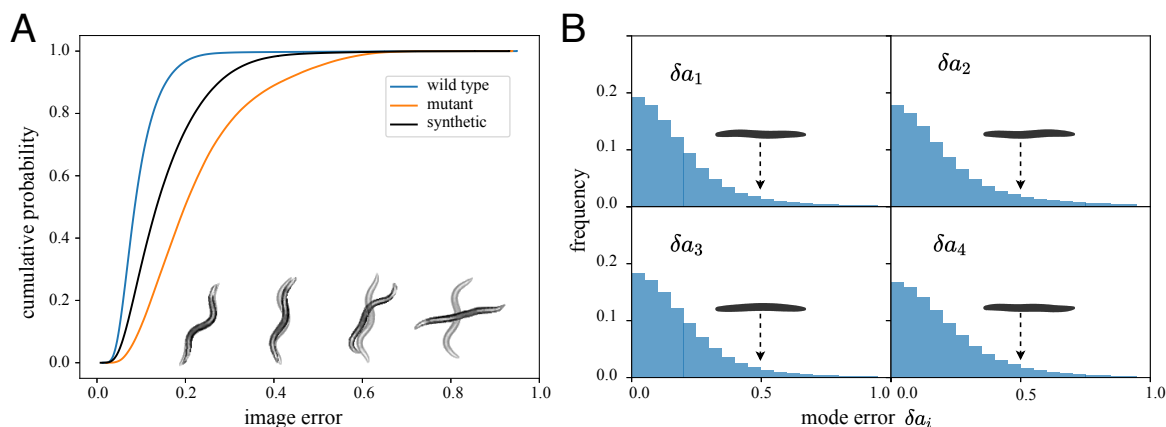 A
cumulative probability
1.0
0.8
0.6
0.4
0.2
0.0
wild type
mutant
synthetic
0.0 0.2 0.4 0.6 0.8 1.0
image error
B
frequency
0.2
0.1
0.0
0.2
0.1
0.0
δa₁
δa₂
δa₃
δa₄
0.0 0.5 1.0 0.0 0.5 1.0
mode error δaᵢ